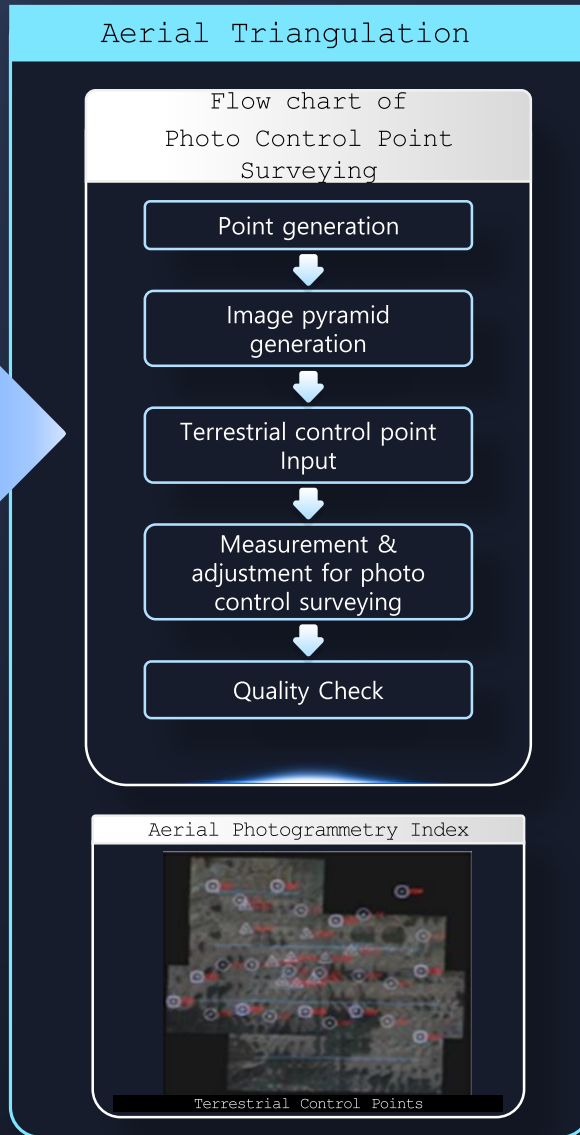 Aerial Triangulation
Flow chart of
Photo Control Point
Surveying
Point generation
Image pyramid
generation
Terrestrial control point
Input
Measurement &
adjustment for photo
control surveying
Quality Check
Aerial Photogrammetry Index
Terrestrial Control Points